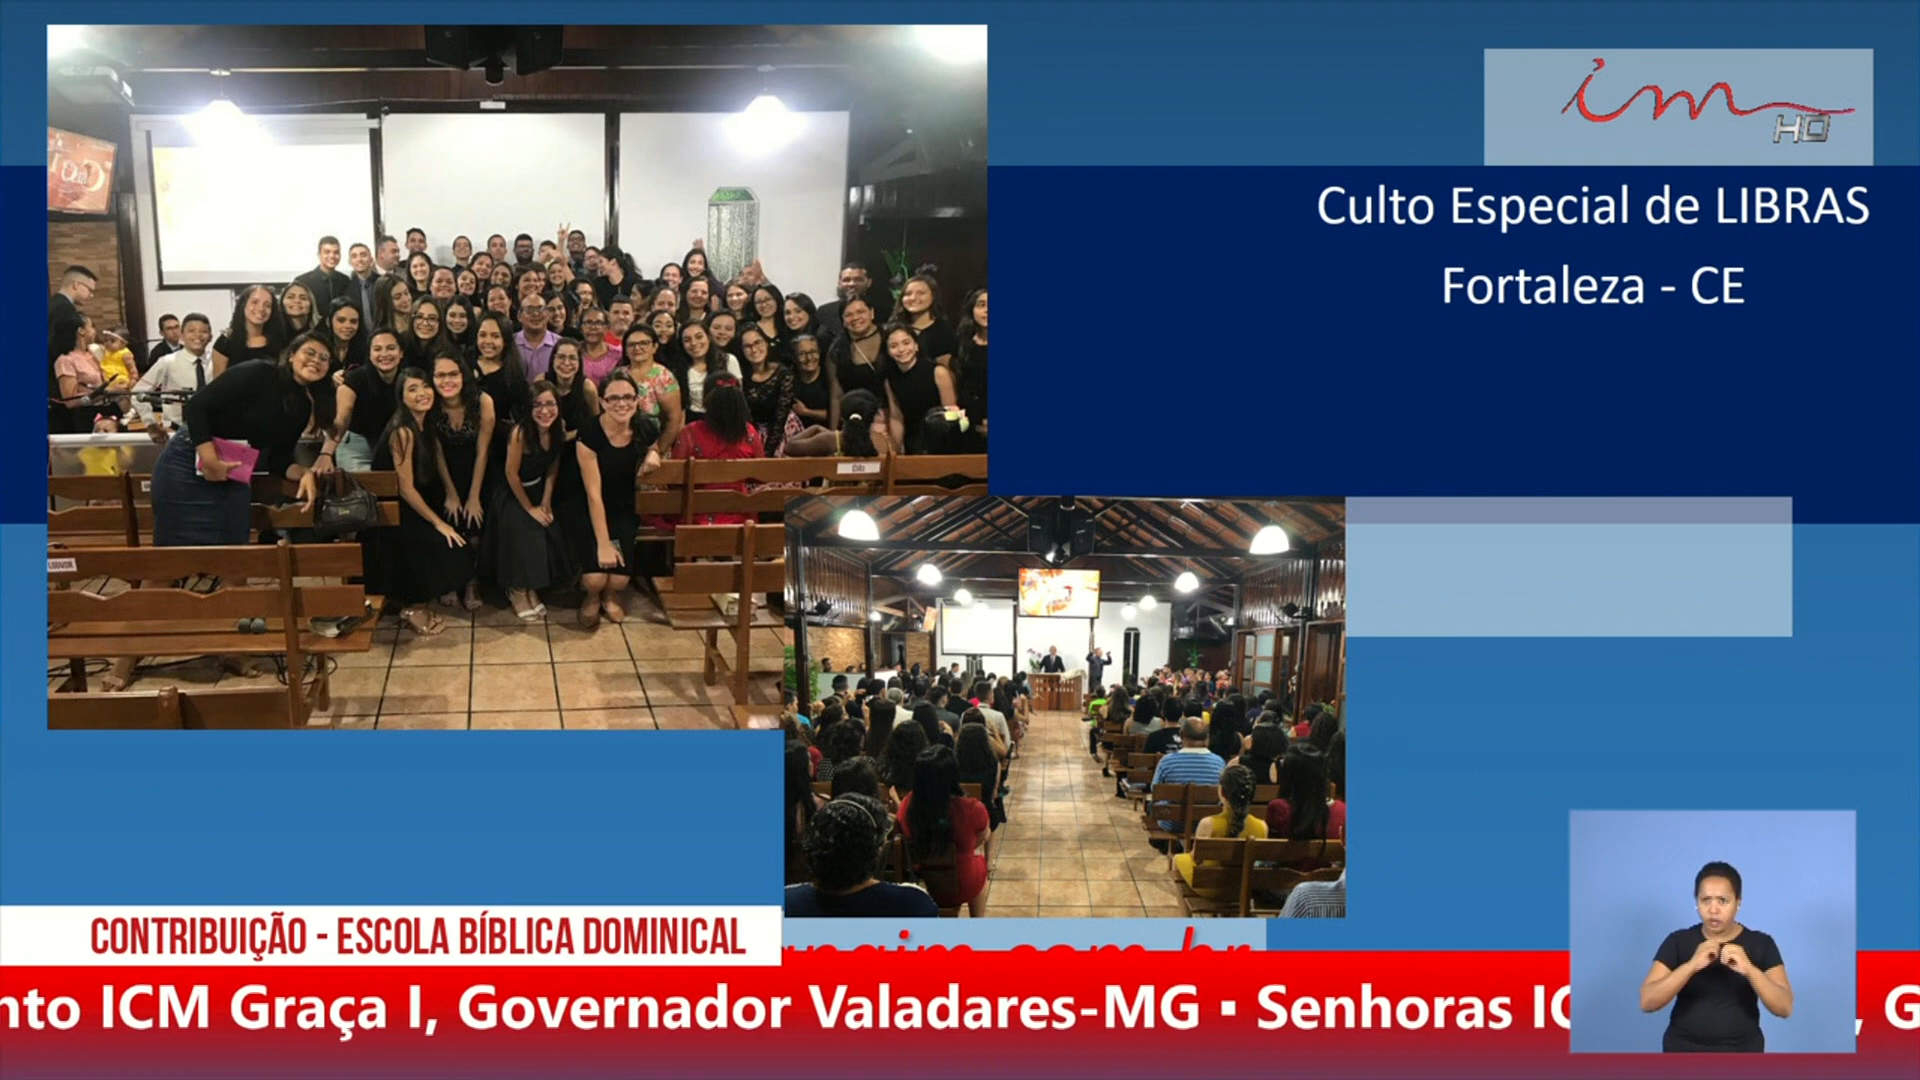 im
HD
Culto Especial de LIBRAS
Fortaleza - CE
LOUVOR
CONTRIBUIÇÃO - ESCOLA BÍBLICA DOMINICAL
nto ICM Graça I, Governador Valadares-MG ▪ Senhoras IC , G